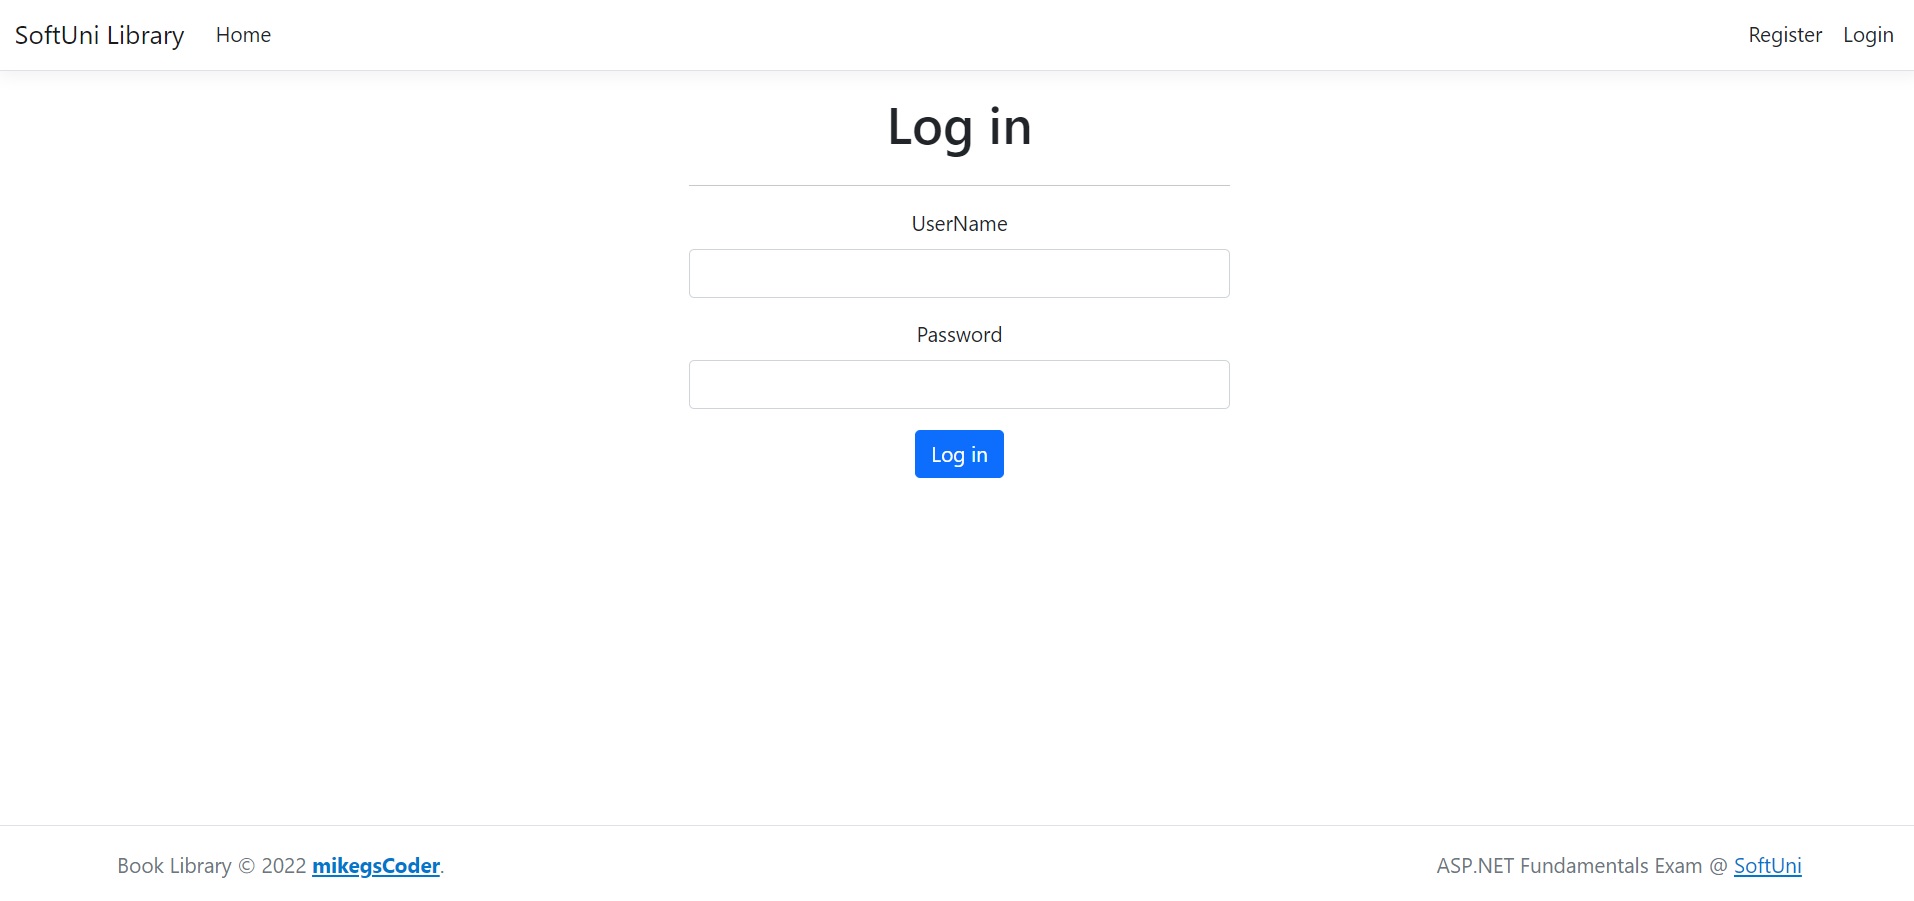 SoftUni Library Home Register Login
Log in
UserName
Password
Log in
Book Library © 2022 mikegsCoder. ASP.NET Fundamentals Exam @ SoftUni